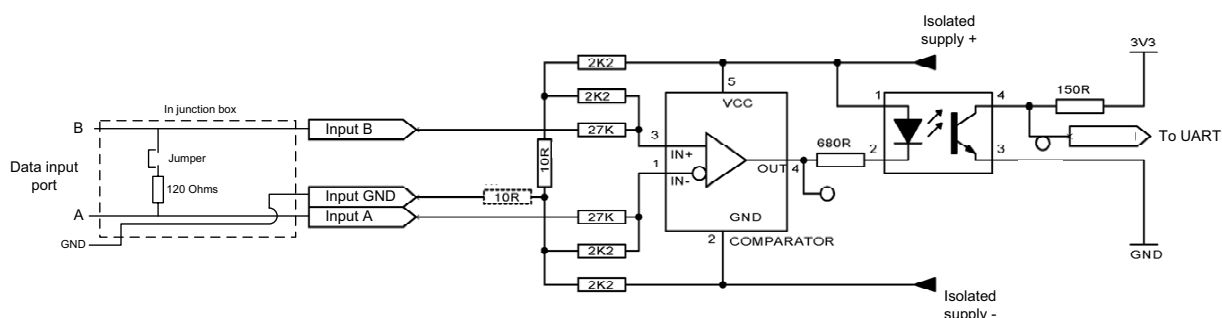 Isolated
supply +
3V3
2K2
5
VCC
1
4
150R
In junction box
2K2
B
Input B
27K
3
IN+
To UART
Jumper
10R
680R
2
3
Data input
port
1
IN-
OUT
4
120 Ohms
Input GND
10R
A
Input A
27K
GND
GND
2
COMPARATOR
GND
2K2
2K2
Isolated
supply -